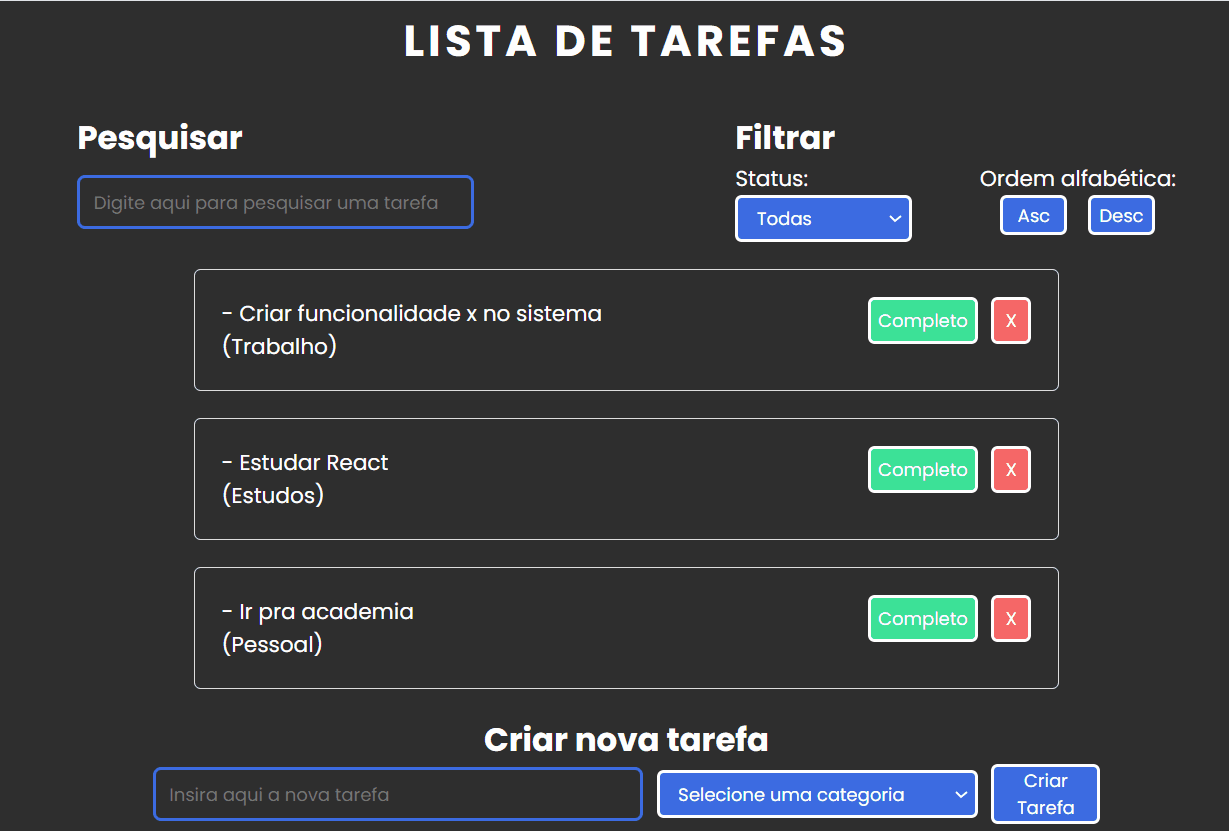 LISTA DE TAREFAS
Pesquisar
Digite aqui para pesquisar uma tarefa
Filtrar
Status:
Todas
Ordem alfabética:
Asc
Desc
- Criar funcionalidade x no sistema
(Trabalho)
Completo
X
- Estudar React
(Estudos)
Completo
X
- Ir pra academia
(Pessoal)
Completo
X
Criar nova tarefa
Insira aqui a nova tarefa
Selecione uma categoria
Criar
Tarefa